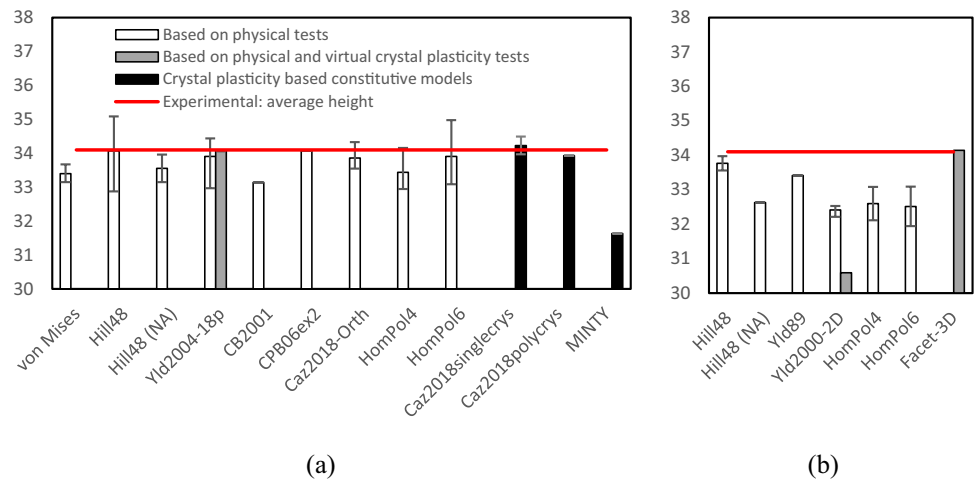 38
37
36
35
34
33
32
31
30
Based on physical tests
Based on physical and virtual crystal plasticity tests
Crystal plasticity based constitutive models
Experimental: average height
von Mises
Hill48
Hill48 (NA)
Yld2004-18p
CB2001
CPB06ex2
Caz2018-Orth
HomPol4
HomPol6
Caz2018singlecrys
Caz2018polycrys
MINTY
(a)
38
37
36
35
34
33
32
31
30
Hill48
Hill48 (NA)
Yld89
Yld2000-2D
HomPol4
HomPol6
Facet-3D
(b)